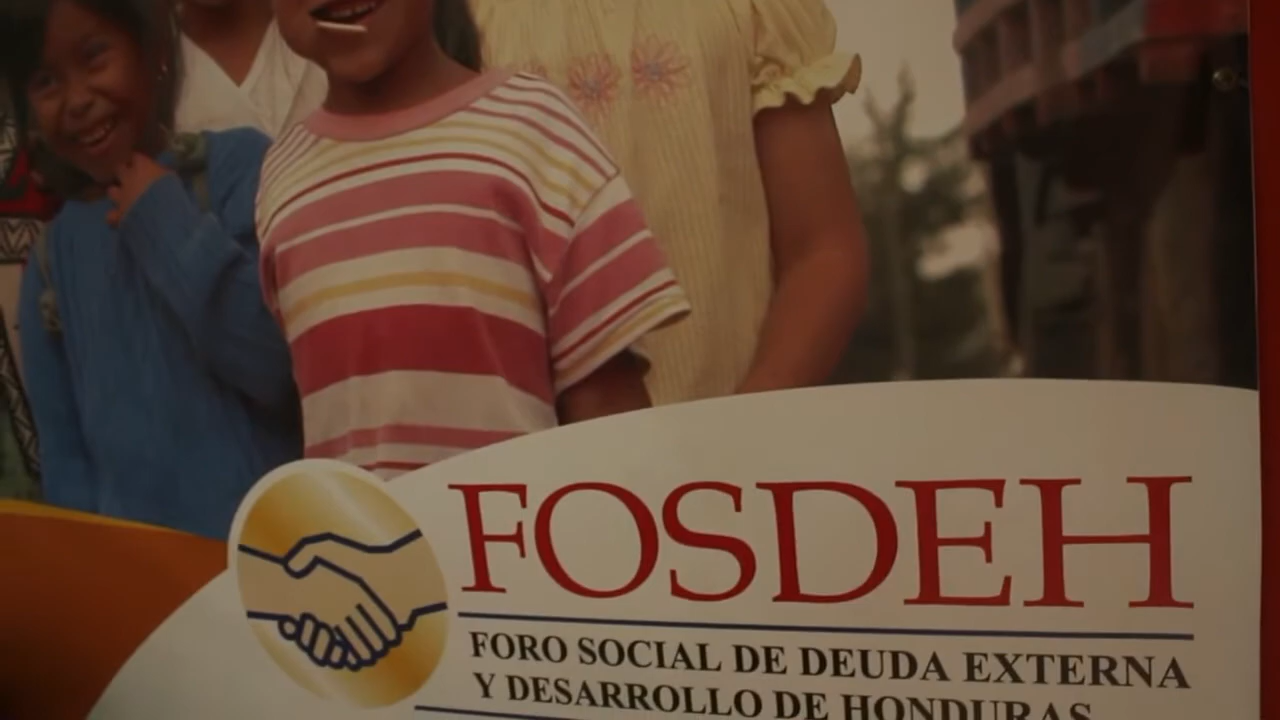 FOSDEH
FORO SOCIAL DE DEUDA EXTERNA
Y DESARROLLO DE HONDURAS